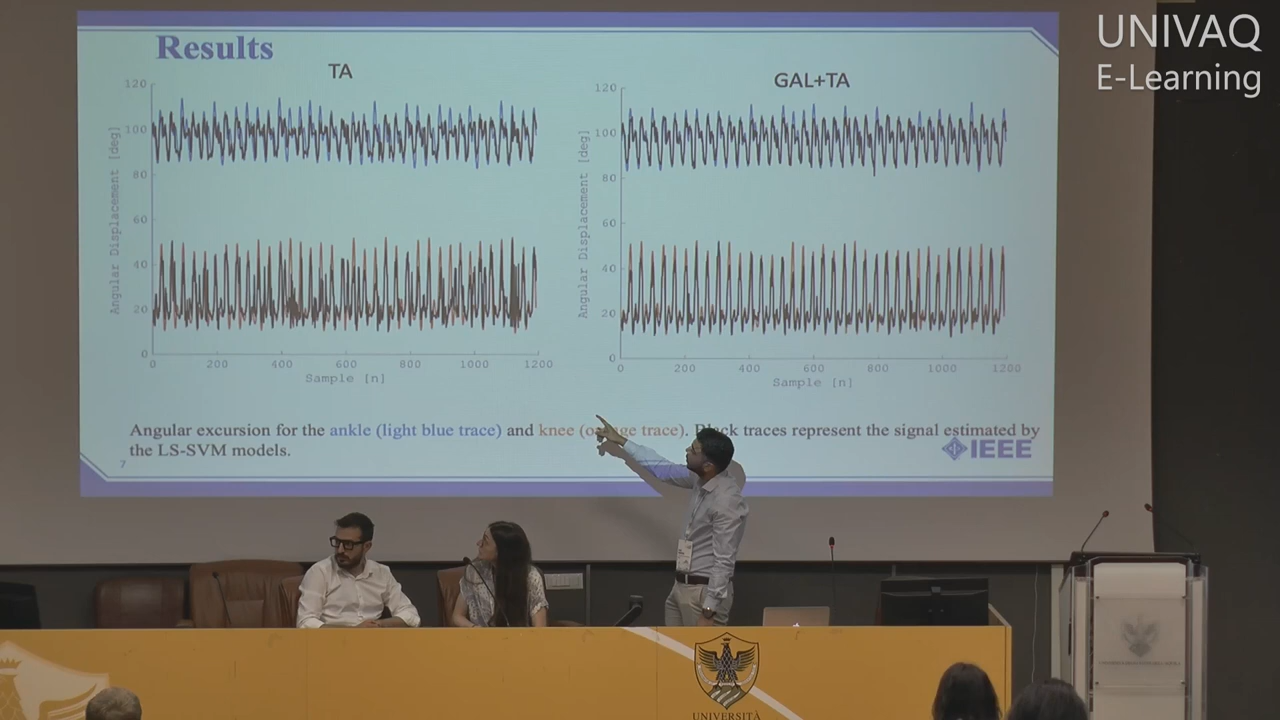 UNIVAQ
E-Learning
Results
TA
GAL+TA
120
100
80
60
40
20
0
Angular Displacement [deg]
0 200 400 600 800 1000 1200
Sample [n]
120
100
80
60
40
20
0
Angular Displacement [deg]
0 200 400 600 800 1000 1200
Sample [n]
Angular excursion for the ankle (light blue trace) and knee (orange trace). Black traces represent the signal estimated by
the LS-SVM models.
7
IEEE
UNIVERSITÀ